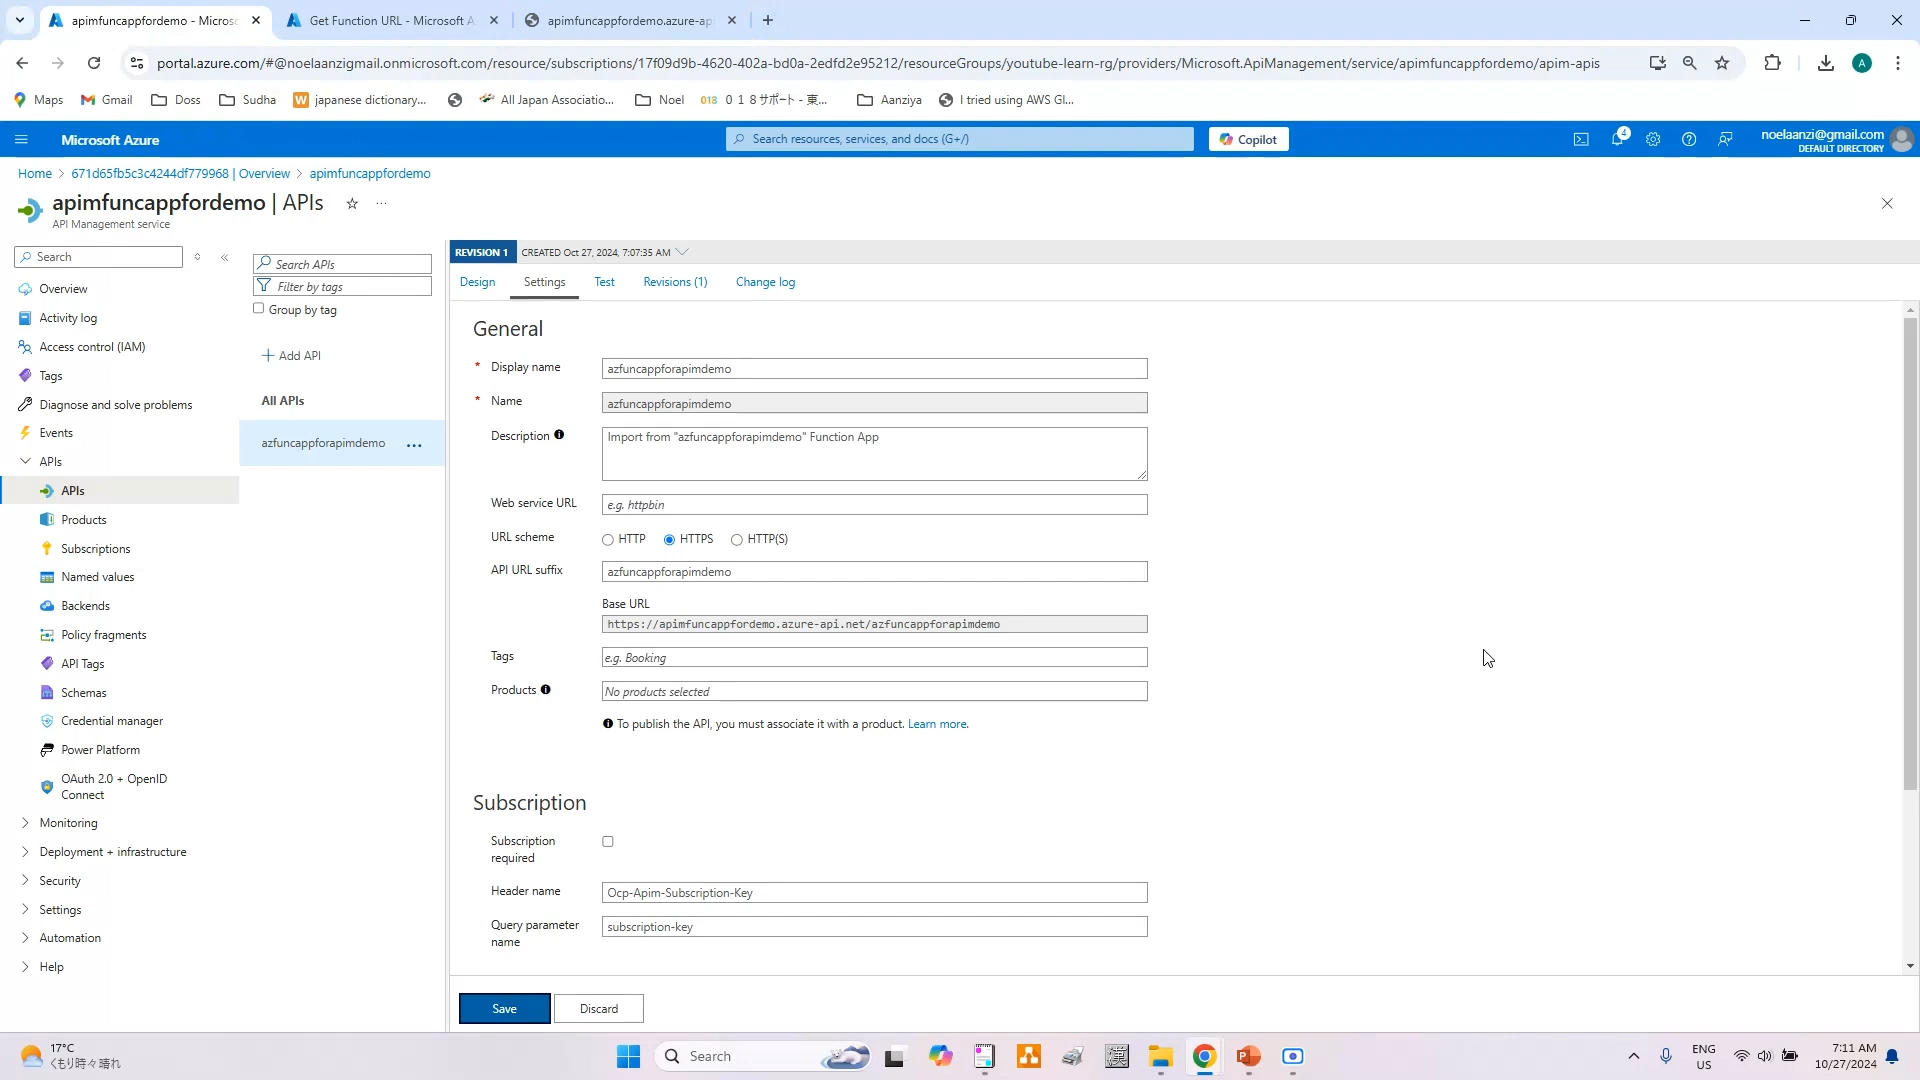 apimfuncappfordemo - Microso
Get Function URL - Microsoft A
apimfuncappfordemo.azure-ap
portal.azure.com/#@noelaanzigmail.onmicrosoft.com/resource/subscriptions/17f09d9b-4620-402a-bd0a-2edfd2e95212/resourceGroups/youtube-learn-rg/providers/Microsoft.ApiManagement/service/apimfuncappfordemo/apim-apis
Maps
Gmail
Doss
Sudha
japanese dictionary...
All Japan Associatio...
Noel
018 ０１８サポート - 東...
Aanziya
I tried using AWS Gl...
Microsoft Azure
Search resources, services, and docs (G+/)
Copilot
4
noelaanzi@gmail.com
DEFAULT DIRECTORY
Home > 671d65fb5c3c4244df779968 | Overview > apimfuncappfordemo
apimfuncappfordemo | APIs
API Management service
Search
Overview
Activity log
Access control (IAM)
Tags
Diagnose and solve problems
Events
APIs
APIs
Products
Subscriptions
Named values
Backends
Policy fragments
API Tags
Schemas
Credential manager
Power Platform
OAuth 2.0 + OpenID
Connect
Monitoring
Deployment + infrastructure
Security
Settings
Automation
Help
Search APIs
Filter by tags
Group by tag
+ Add API
All APIs
azfuncappforapimdemo ...
REVISION 1 CREATED Oct 27, 2024, 7:07:35 AM
Design Settings Test Revisions (1) Change log
General
* Display name azfuncappforapimdemo
* Name azfuncappforapimdemo
Description Import from "azfuncappforapimdemo" Function App
Web service URL e.g. httpbin
URL scheme HTTP HTTPS HTTP(S)
API URL suffix azfuncappforapimdemo
Base URL
https://apimfuncappfordemo.azure-api.net/azfuncappforapimdemo
Tags e.g. Booking
Products No products selected
To publish the API, you must associate it with a product. Learn more.
Subscription
Subscription
required
Header name Ocp-Apim-Subscription-Key
Query parameter
name
subscription-key
Save Discard
17°C
くもり時々晴れ
Search
漢
ENG
US
7:11 AM
10/27/2024